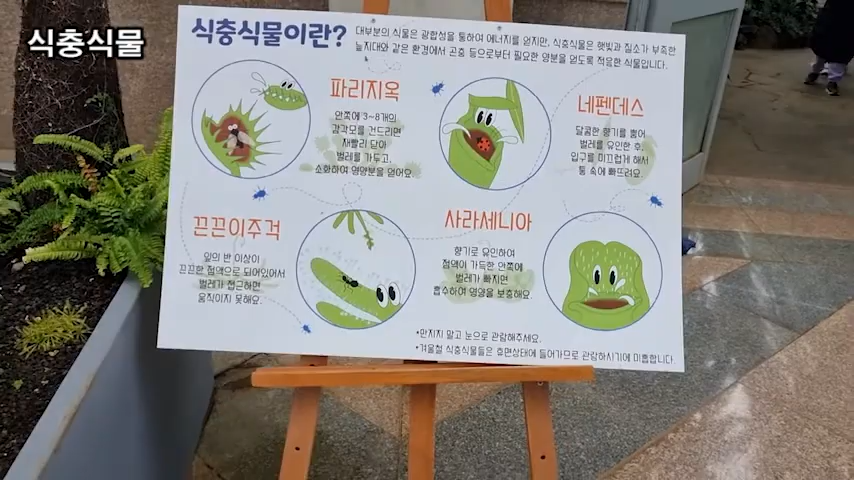 식충식물
식충식물이란?
대부분의 식물은 광합성을 통하여 에너지를 얻지만, 식충식물은 햇빛과 질소가 부족한
늪지대와 같은 환경에서 곤충 등으로부터 필요한 양분을 얻도록 적응한 식물입니다.
파리지옥
안쪽에 3~8개의
감각모를 건드리면
재빨리 닫아
벌레를 가두고,
소화하여 영양분을 얻어요.
네펜데스
달콤한 향기를 뿜어
벌레를 유인한 후,
입구를 미끄럽게 해서
통 속에 빠뜨려요.
끈끈이주걱
잎의 반 이상이
끈끈한 점액으로 되어있어서
벌레가 접근하면
움직이지 못해요.
사라세니아
향기로 유인하여
점액이 가득한 안쪽에
벌레가 빠지면
흡수하여 영양을 보충해요.
*만지지 말고 눈으로 관람해주세요.
*겨울철 식충식물들은 휴면상태에 들어가므로 관람하시기에 미흡합니다.